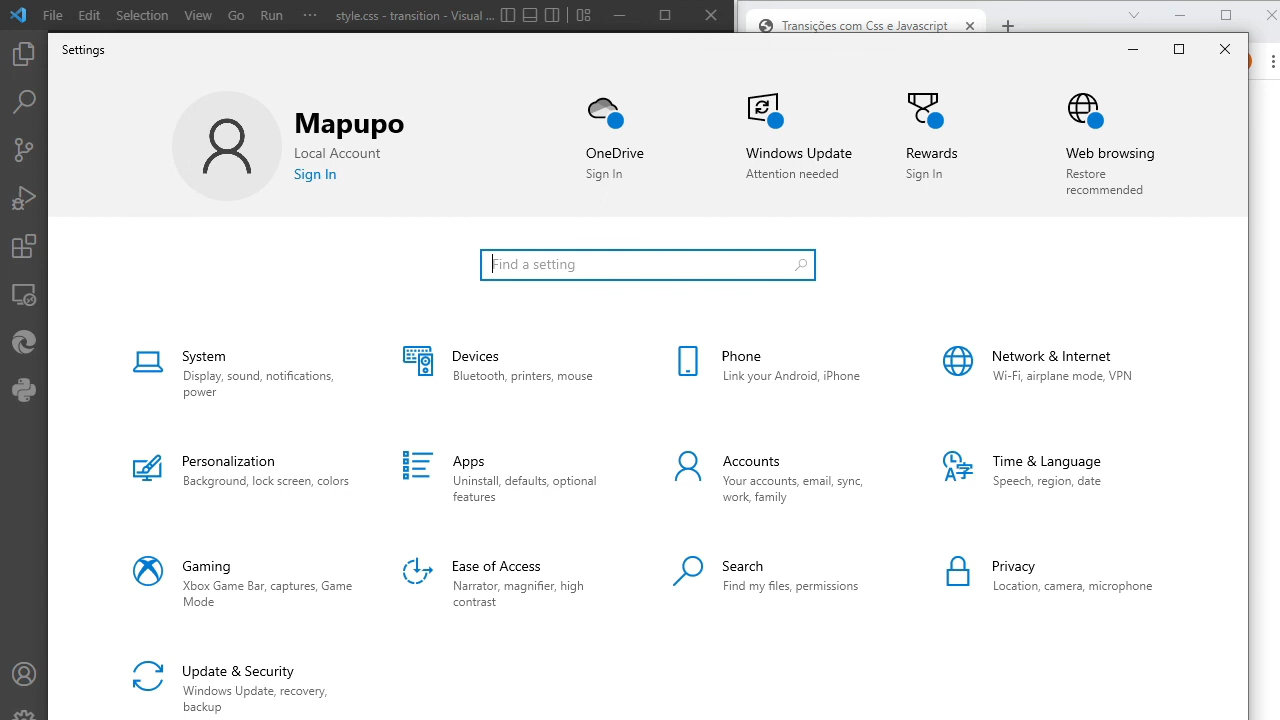 File Edit Selection View Go Run ··· style.css - transition - Visual ...
Transições com Css e Javascript
Settings
Mapupo
Local Account
Sign In
OneDrive
Sign In
Windows Update
Attention needed
Rewards
Sign In
Web browsing
Restore
recommended
Find a setting
System
Display, sound, notifications,
power
Devices
Bluetooth, printers, mouse
Phone
Link your Android, iPhone
Network & Internet
Wi-Fi, airplane mode, VPN
Personalization
Background, lock screen, colors
Apps
Uninstall, defaults, optional
features
Accounts
Your accounts, email, sync,
work, family
Time & Language
Speech, region, date
Gaming
Xbox Game Bar, captures, Game
Mode
Ease of Access
Narrator, magnifier, high
contrast
Search
Find my files, permissions
Privacy
Location, camera, microphone
Update & Security
Windows Update, recovery,
backup